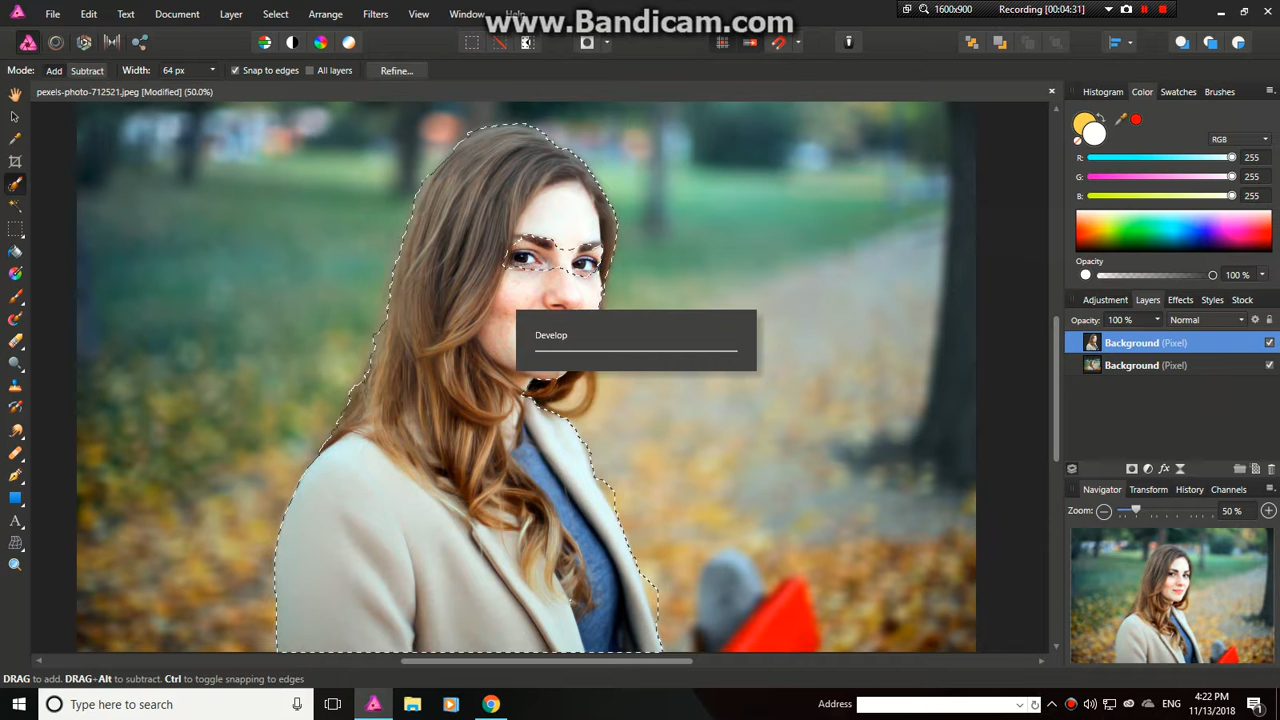 File Edit Text Document Layer Select Arrange Filters View Window Help
www.Bandicam.com
1600x900 Recording [00:04:31]
Mode: Add Subtract Width: 64 px Snap to edges All layers Refine...
pexels-photo-712521.jpeg [Modified] (50.0%)
Histogram Color Swatches Brushes
RGB
R: 255
G: 255
B: 255
Opacity
100 %
Adjustment Layers Effects Styles Stock
Opacity: 100 % Normal
Background (Pixel)
Background (Pixel)
Develop
Navigator Transform History Channels
Zoom: 50 %
DRAG to add. DRAG+Alt to subtract. Ctrl to toggle snapping to edges
Type here to search
Address
ENG
4:22 PM
11/13/2018
1